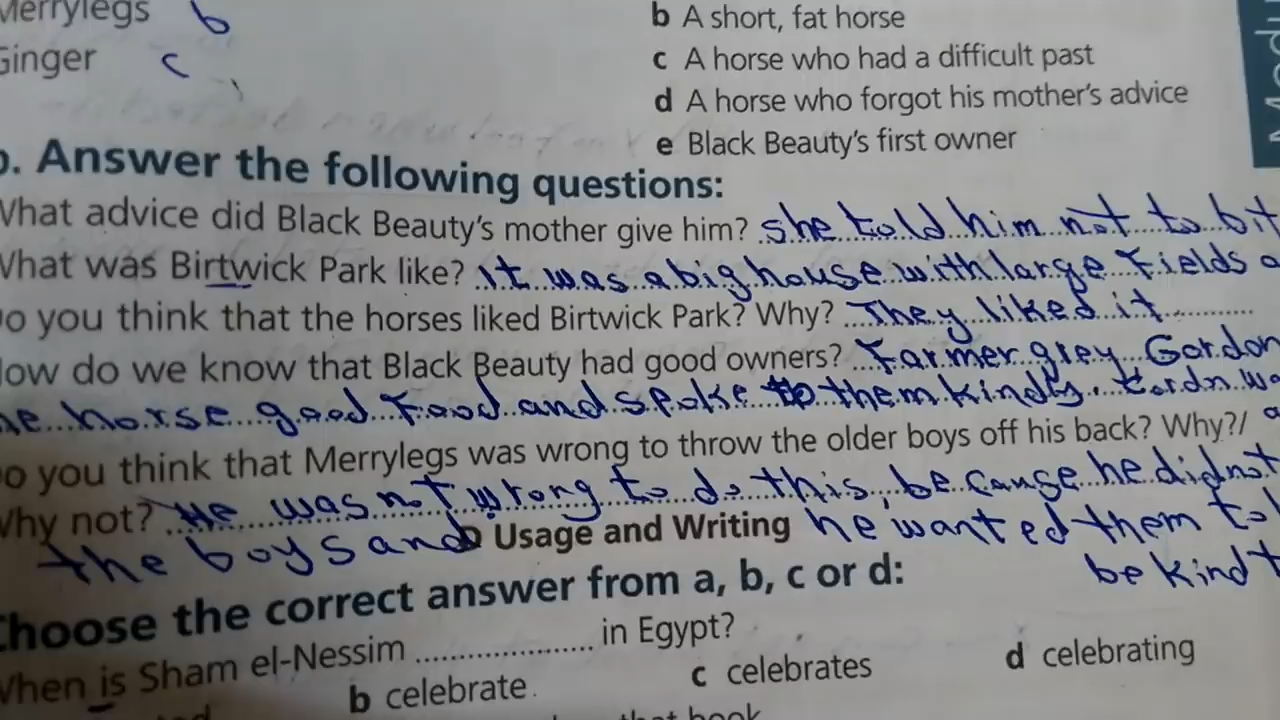 Merrylegs b b A short, fat horse
Ginger c c A horse who had a difficult past
d A horse who forgot his mother's advice
e Black Beauty's first owner
b. Answer the following questions:
What advice did Black Beauty's mother give him? she told him not to bit
What was Birtwick Park like? It was a big house with large Fields
Do you think that the horses liked Birtwick Park? Why? They liked it
How do we know that Black Beauty had good owners? Farmer grey Gordon
horse good Food and spoke to them kindly.
Do you think that Merrylegs was wrong to throw the older boys off his back? Why?/
Why not? He was not wrong to do this, be cause he didnot
the boys and Usage and Writing he wanted them to
be kind
Choose the correct answer from a, b, c or d:
When is Sham el-Nessim .................... in Egypt?
b celebrate c celebrates d celebrating
that book